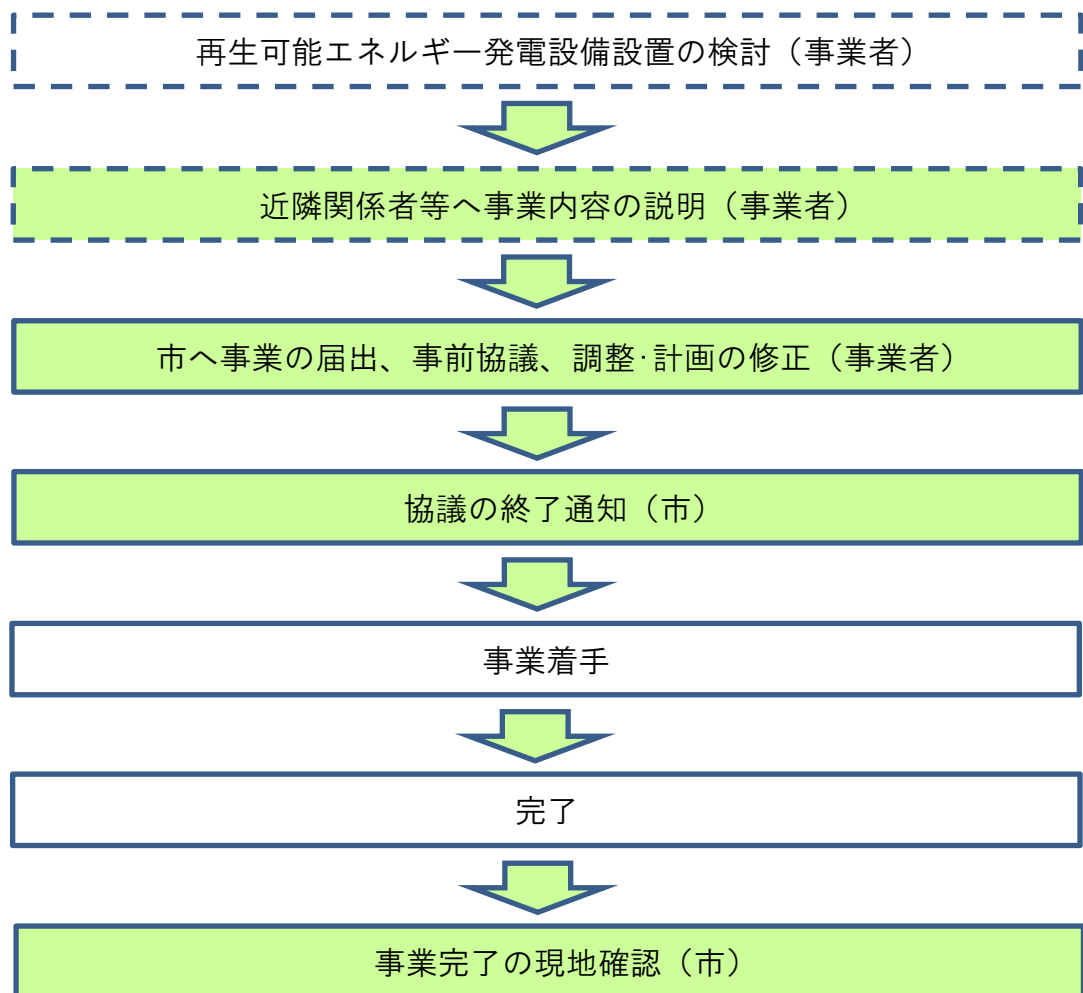 再生可能エネルギー発電設備設置の検討（事業者）
近隣関係者等へ事業内容の説明（事業者）
市へ事業の届出、事前協議、調整･計画の修正（事業者）
協議の終了通知（市）
事業着手
完了
事業完了の現地確認（市）